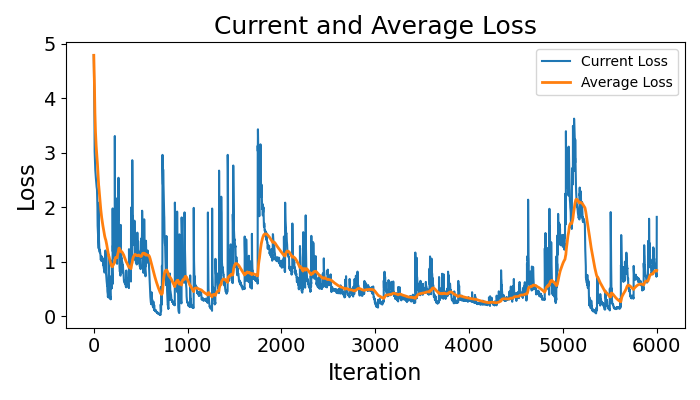 Current and Average Loss
Current Loss
Average Loss
Loss
5
4
3
2
1
0
0 1000 2000 3000 4000 5000 6000
Iteration